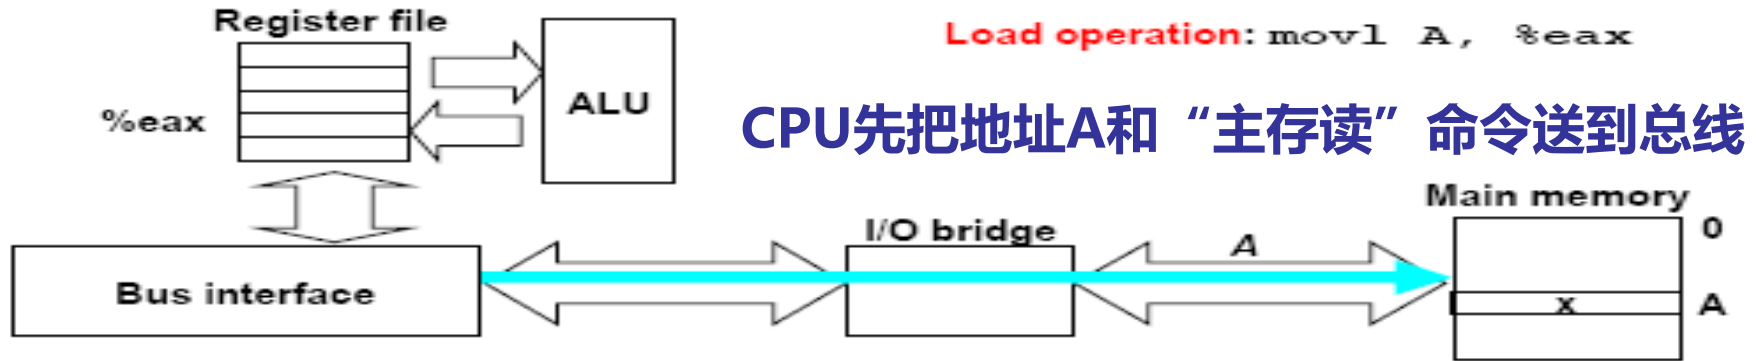 Register file
Load operation: movl A, %eax
%eax
ALU
CPU先把地址A和“主存读”命令送到总线
Main memory
0
I/O bridge
A
Bus interface
x
A